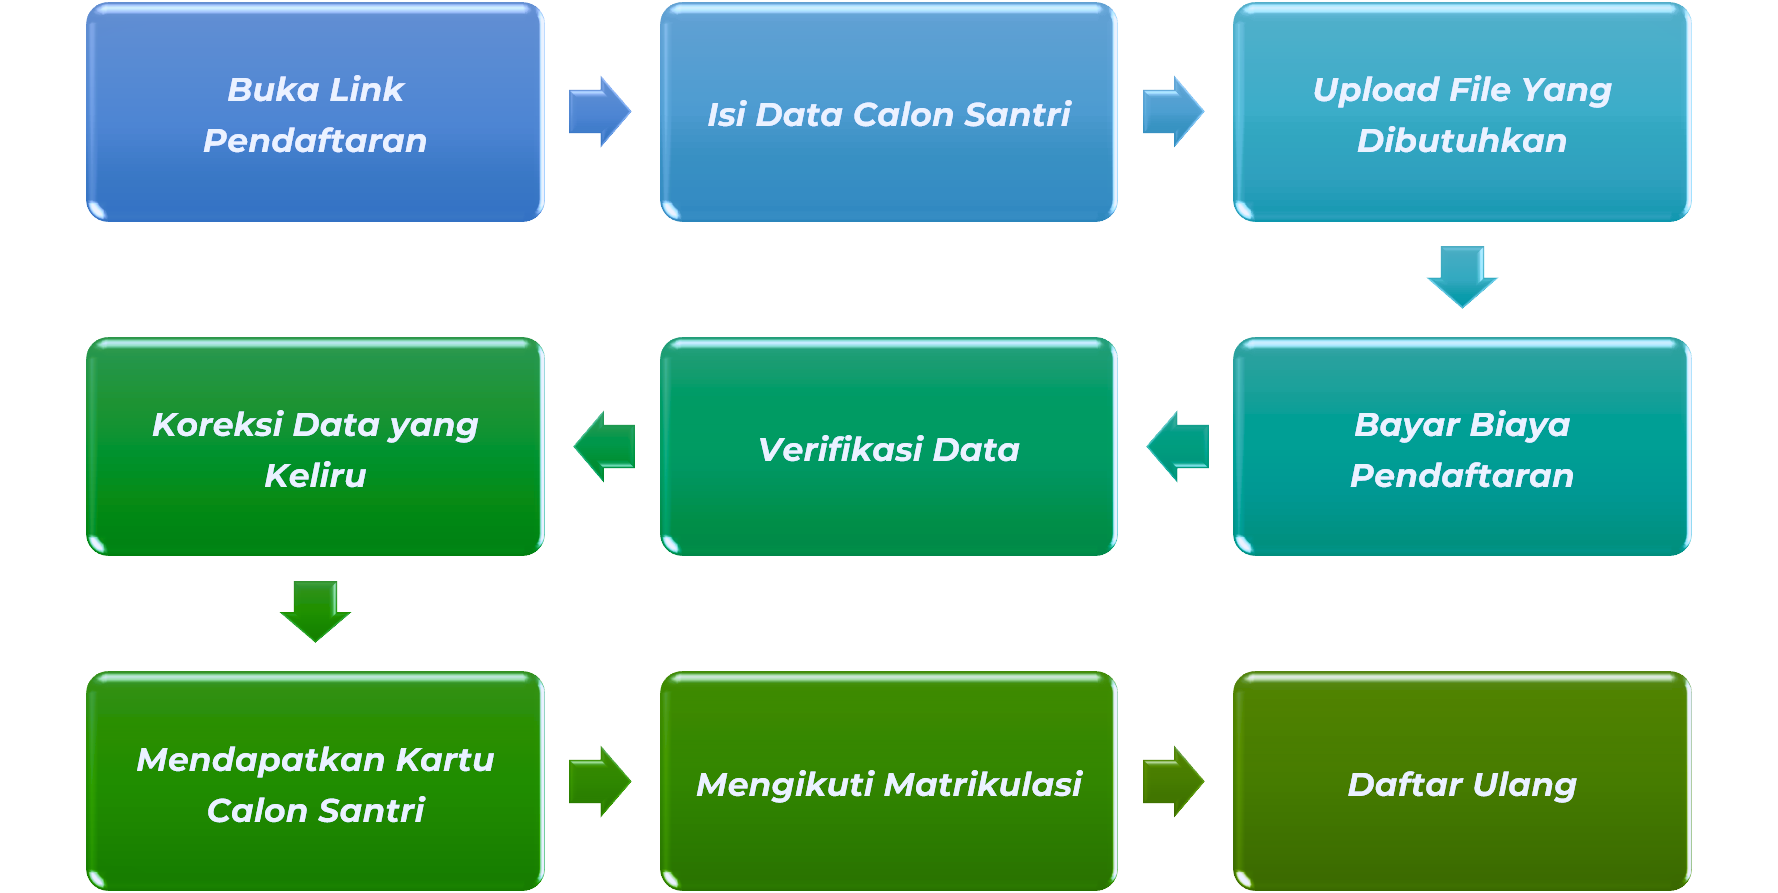 Buka Link
Pendaftaran
Isi Data Calon Santri
Upload File Yang
Dibutuhkan
Bayar Biaya
Pendaftaran
Verifikasi Data
Koreksi Data yang
Keliru
Mendapatkan Kartu
Calon Santri
Mengikuti Matrikulasi
Daftar Ulang